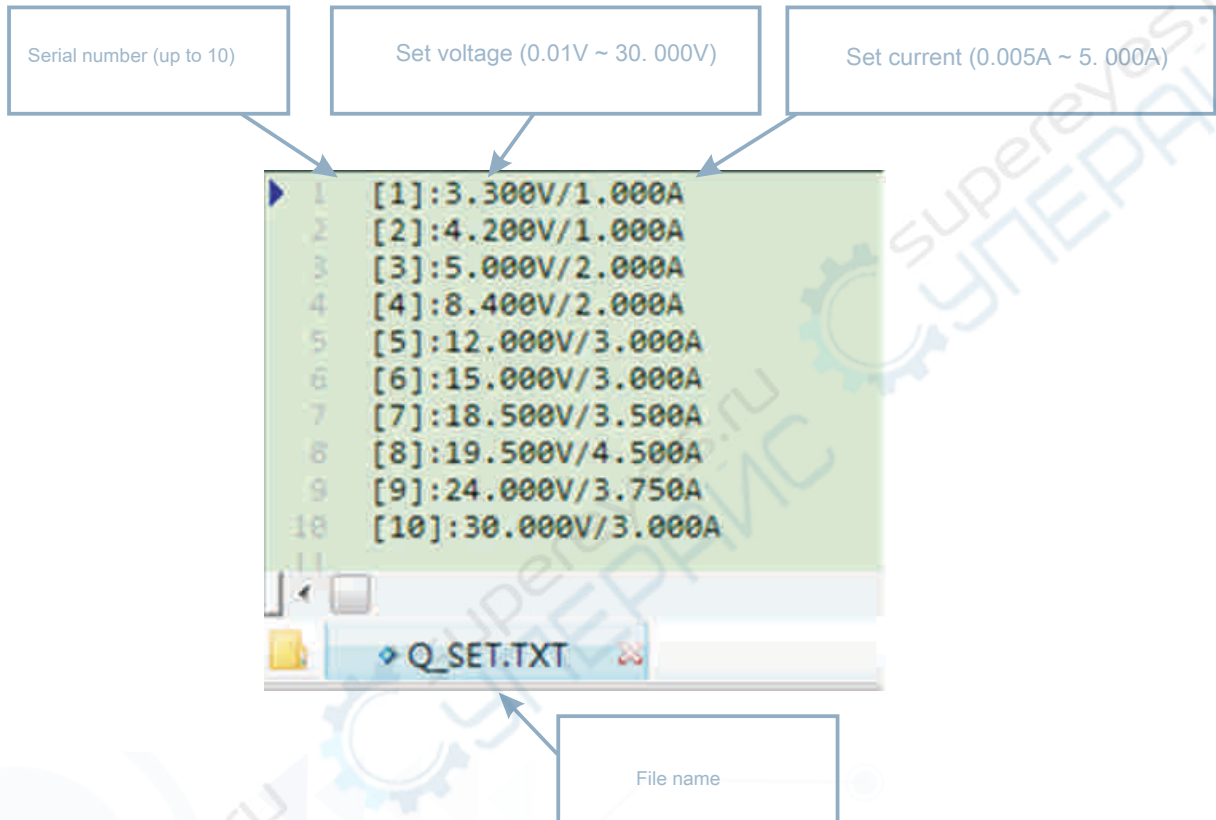 Serial number (up to 10)
Set voltage (0.01V ~ 30. 000V)
Set current (0.005A ~ 5. 000A)
1 [1]:3.300V/1.000A
2 [2]:4.200V/1.000A
3 [3]:5.000V/2.000A
4 [4]:8.400V/2.000A
5 [5]:12.000V/3.000A
6 [6]:15.000V/3.000A
7 [7]:18.500V/3.500A
8 [8]:19.500V/4.500A
9 [9]:24.000V/3.750A
10 [10]:30.000V/3.000A
11
Q_SET.TXT
File name
supereyes.ru
СУПЕРАЙС